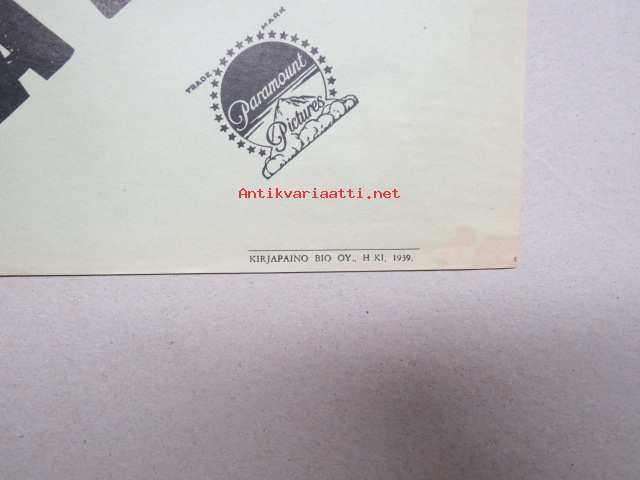 TRADE MARK
Paramount
Pictures
Antikvariaatti.net
KIRJAPAINO BIO OY., H:KI, 1939.